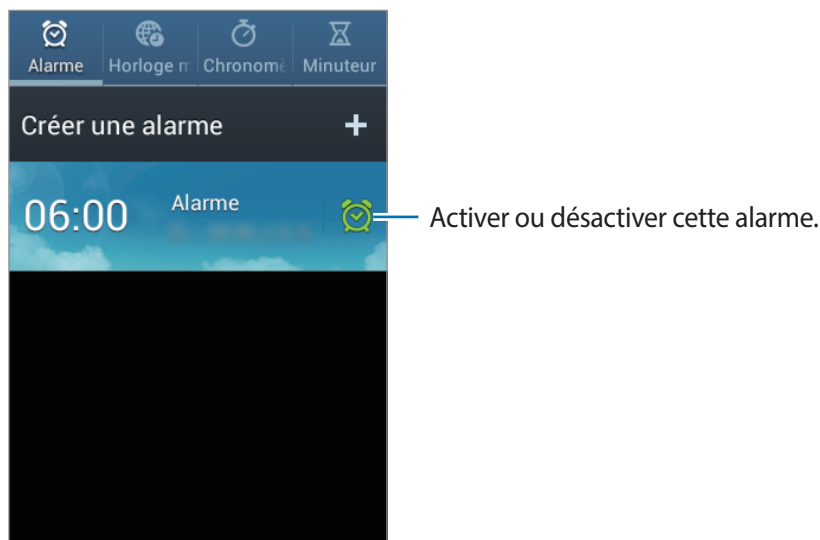 Alarme
Horloge m
Chronomè
Minuteur
Créer une alarme
06:00
Alarme
Activer ou désactiver cette alarme.